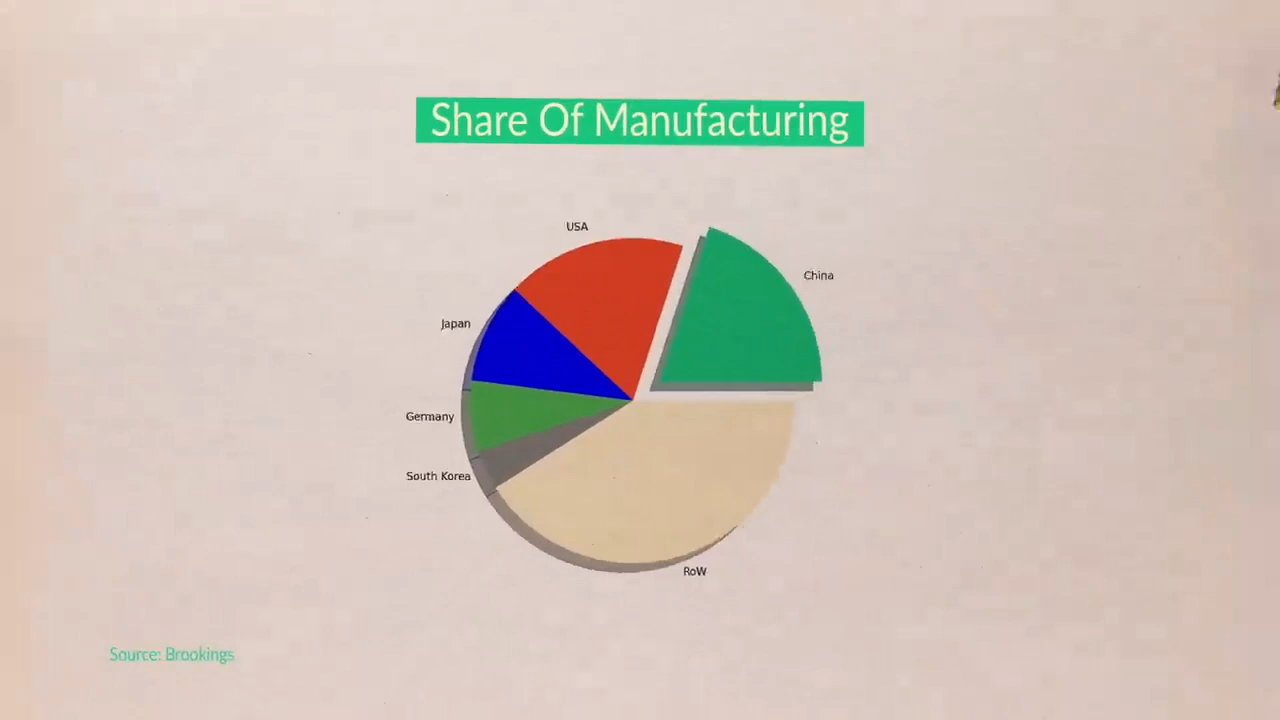 Share Of Manufacturing
USA
China
Japan
Germany
South Korea
RoW
Source: Brookings